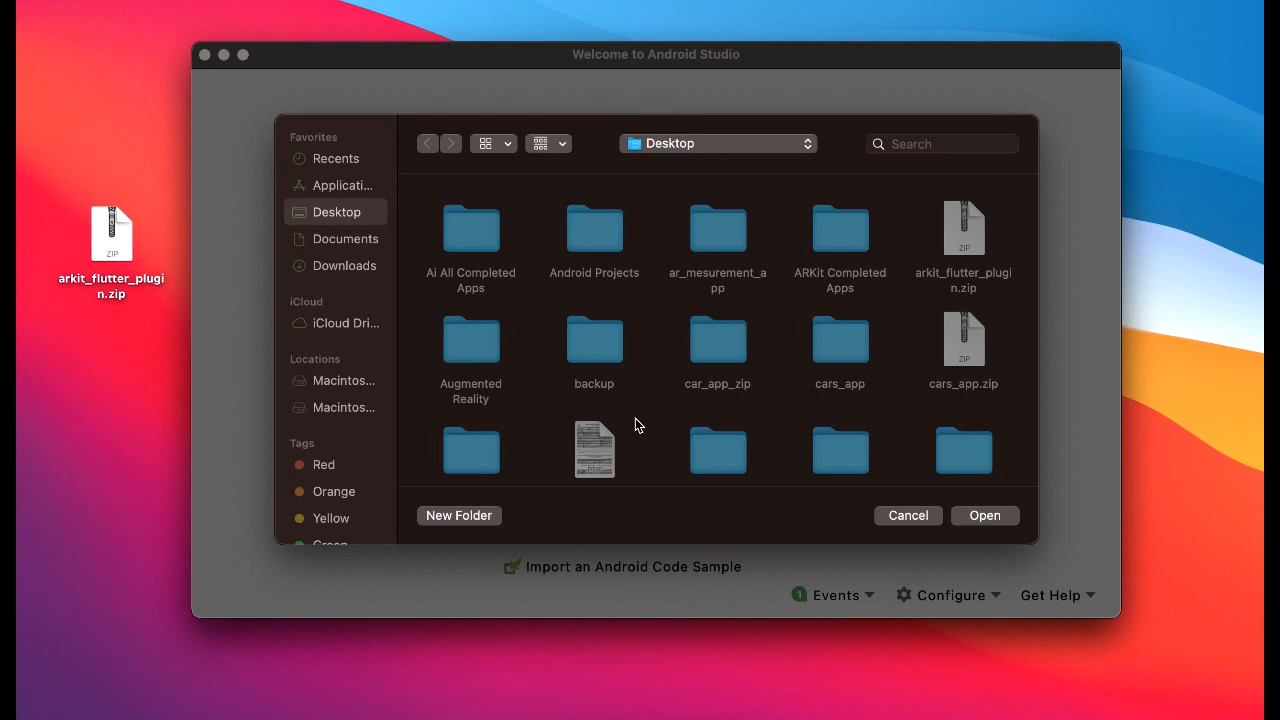 Welcome to Android Studio
Favorites
Recents
Applicati...
Desktop
Documents
Downloads
iCloud
iCloud Dri...
Locations
Macintos...
Macintos...
Tags
Red
Orange
Yellow
Green
Desktop
Search
Ai All Completed
Apps
Android Projects
ar_mesurement_a
pp
ARKit Completed
Apps
arkit_flutter_plugi
n.zip
ZIP
Augmented
Reality
backup
car_app_zip
cars_app
cars_app.zip
ZIP
PDF
New Folder
Cancel
Open
Import an Android Code Sample
1 Events
Configure
Get Help
ZIP
arkit_flutter_plugi
n.zip